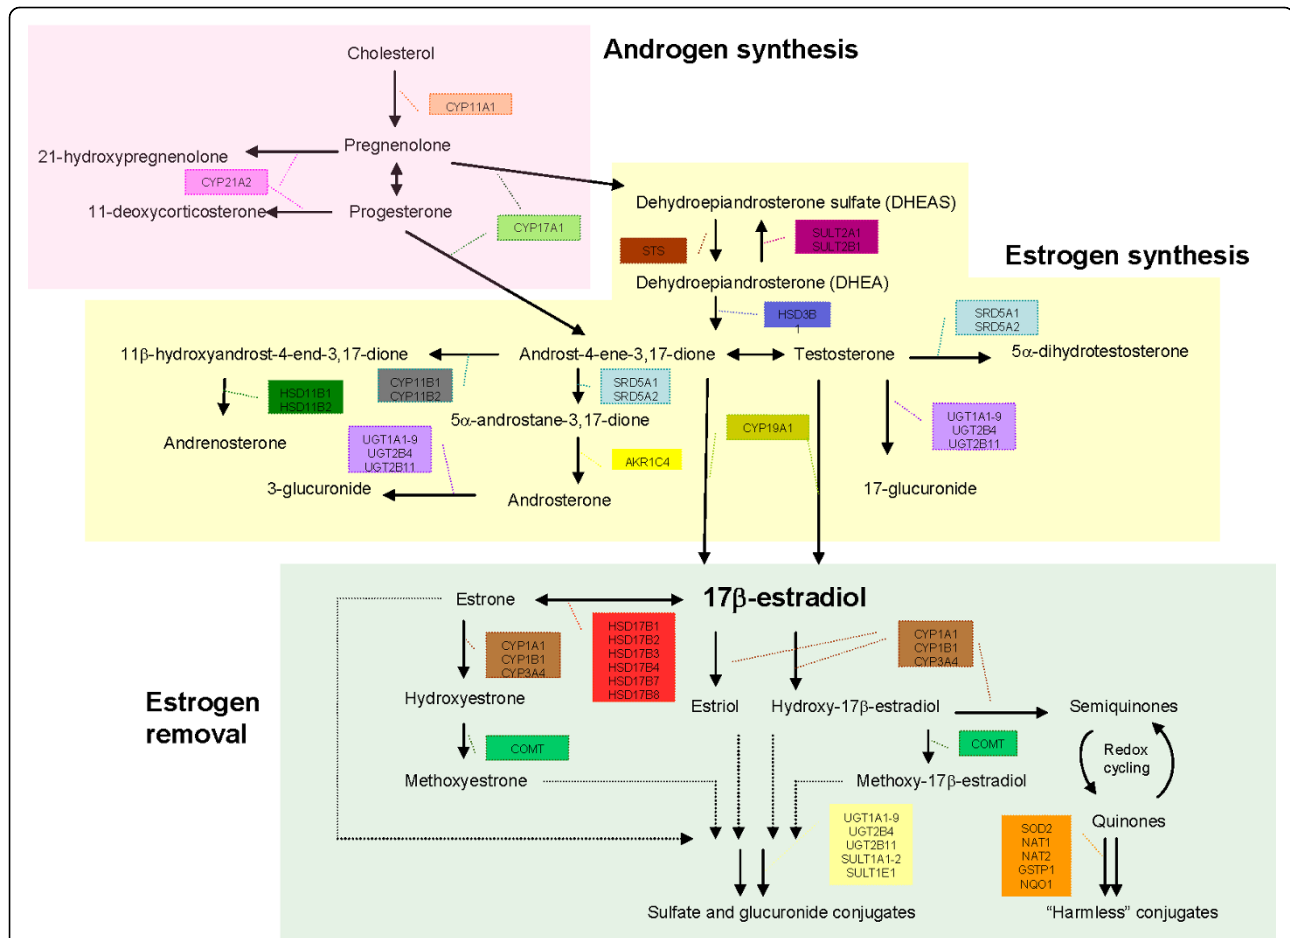 Androgen synthesis
Cholesterol
CYP11A1
Pregnenolone
21-hydroxypregnenolone
CYP21A2
11-deoxycorticosterone
Progesterone
CYP17A1
Dehydroepiandrosterone sulfate (DHEAS)
STS
SULT2A1
SULT2B1
Estrogen synthesis
Dehydroepiandrosterone (DHEA)
HSD3B
1
SRD5A1
SRD5A2
11β-hydroxyandrost-4-end-3,17-dione
Androst-4-ene-3,17-dione
Testosterone
5α-dihydrotestosterone
HSD11B1
HSD11B2
CYP11B1
CYP11B2
SRD5A1
SRD5A2
5α-androstane-3,17-dione
CYP19A1
UGT1A1-9
UGT2B4
UGT2B11
Andrenosterone
UGT1A1-9
UGT2B4
UGT2B11
AKR1C4
3-glucuronide
Androsterone
17-glucuronide
Estrone
17β-estradiol
CYP1A1
CYP1B1
CYP3A4
HSD17B1
HSD17B2
HSD17B3
HSD17B4
HSD17B7
HSD17B8
CYP1A1
CYP1B1
CYP3A4
Estrogen
removal
Hydroxyestrone
Estriol
Hydroxy-17β-estradiol
Semiquinones
COMT
COMT
Redox
cycling
Methoxyestrone
Methoxy-17β-estradiol
Quinones
UGT1A1-9
UGT2B4
UGT2B11
SULT1A1-2
SULT1E1
SOD2
NAT1
NAT2
GSTP1
NQO1
Sulfate and glucuronide conjugates
"Harmless" conjugates